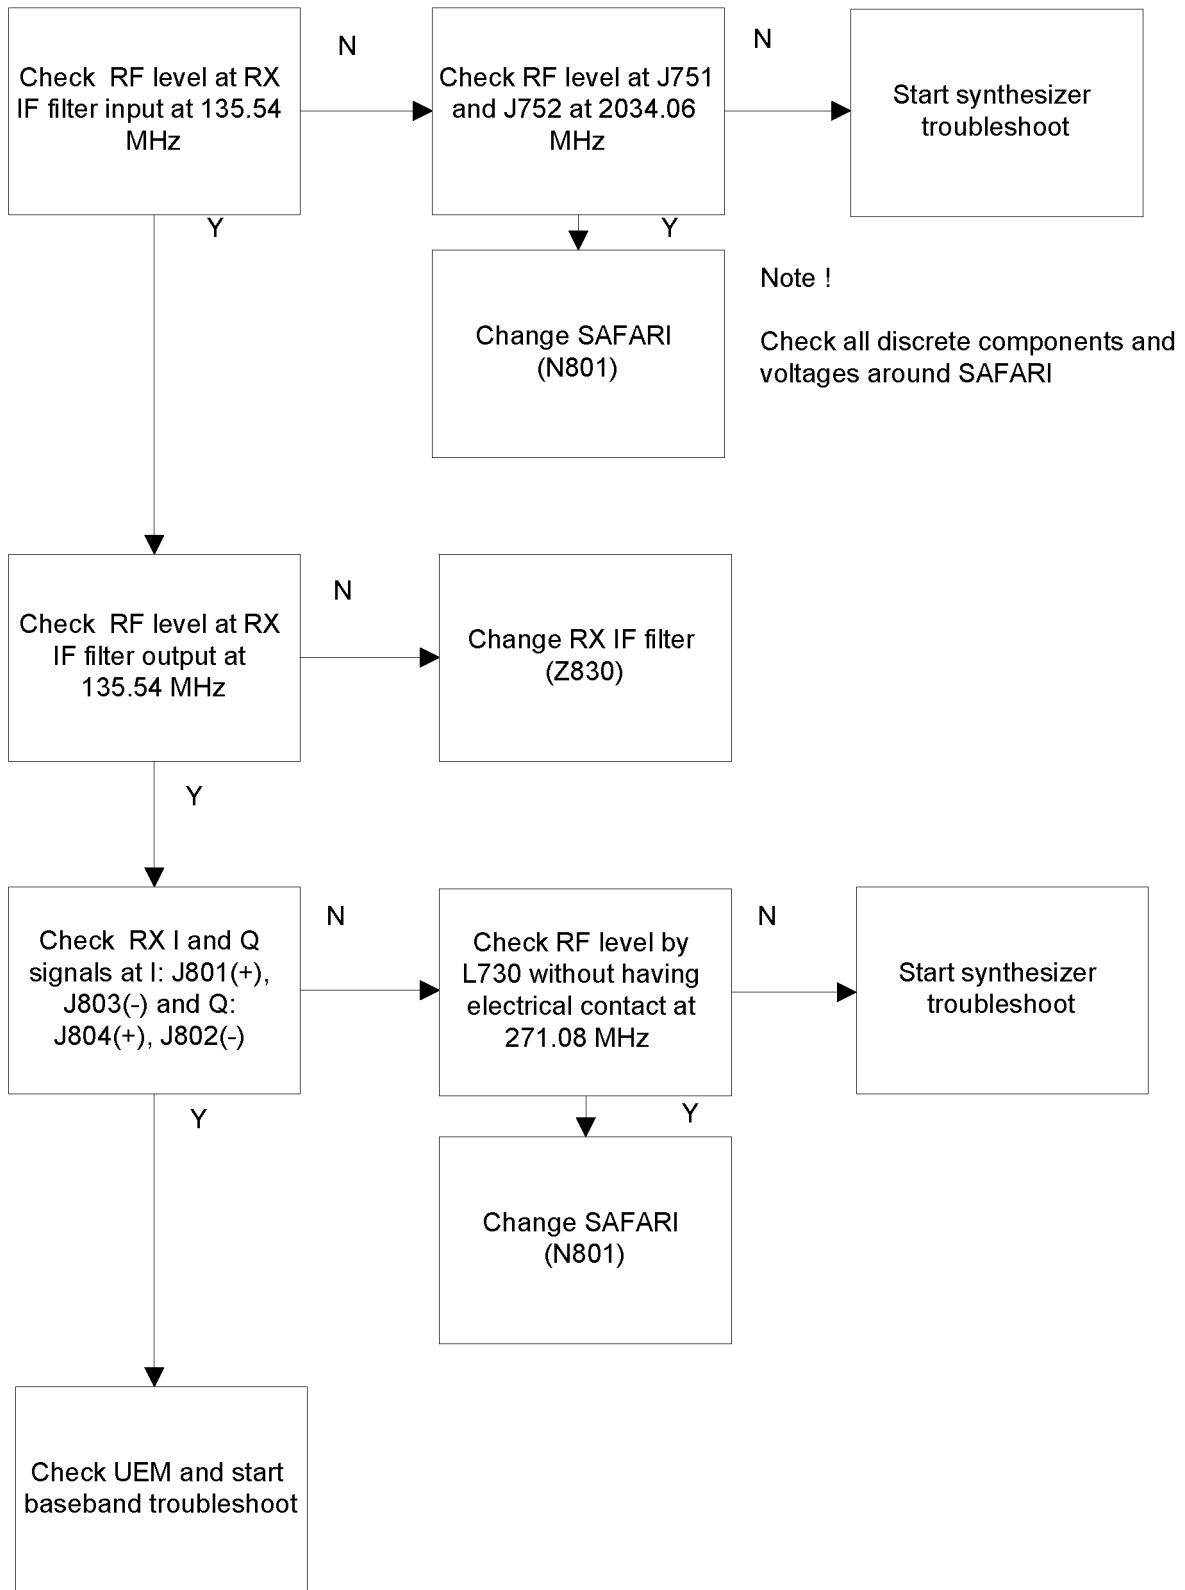 Check RF level at RX
IF filter input at 135.54
MHz
N
Check RF level at J751
and J752 at 2034.06
MHz
N
Start synthesizer
troubleshoot
Y
Y
Change SAFARI
(N801)
Note !
Check all discrete components and
voltages around SAFARI
Check RF level at RX
IF filter output at
135.54 MHz
N
Change RX IF filter
(Z830)
Y
Check RX I and Q
signals at I: J801(+),
J803(-) and Q:
J804(+), J802(-)
N
Check RF level by
L730 without having
electrical contact at
271.08 MHz
N
Start synthesizer
troubleshoot
Y
Y
Change SAFARI
(N801)
Check UEM and start
baseband troubleshoot